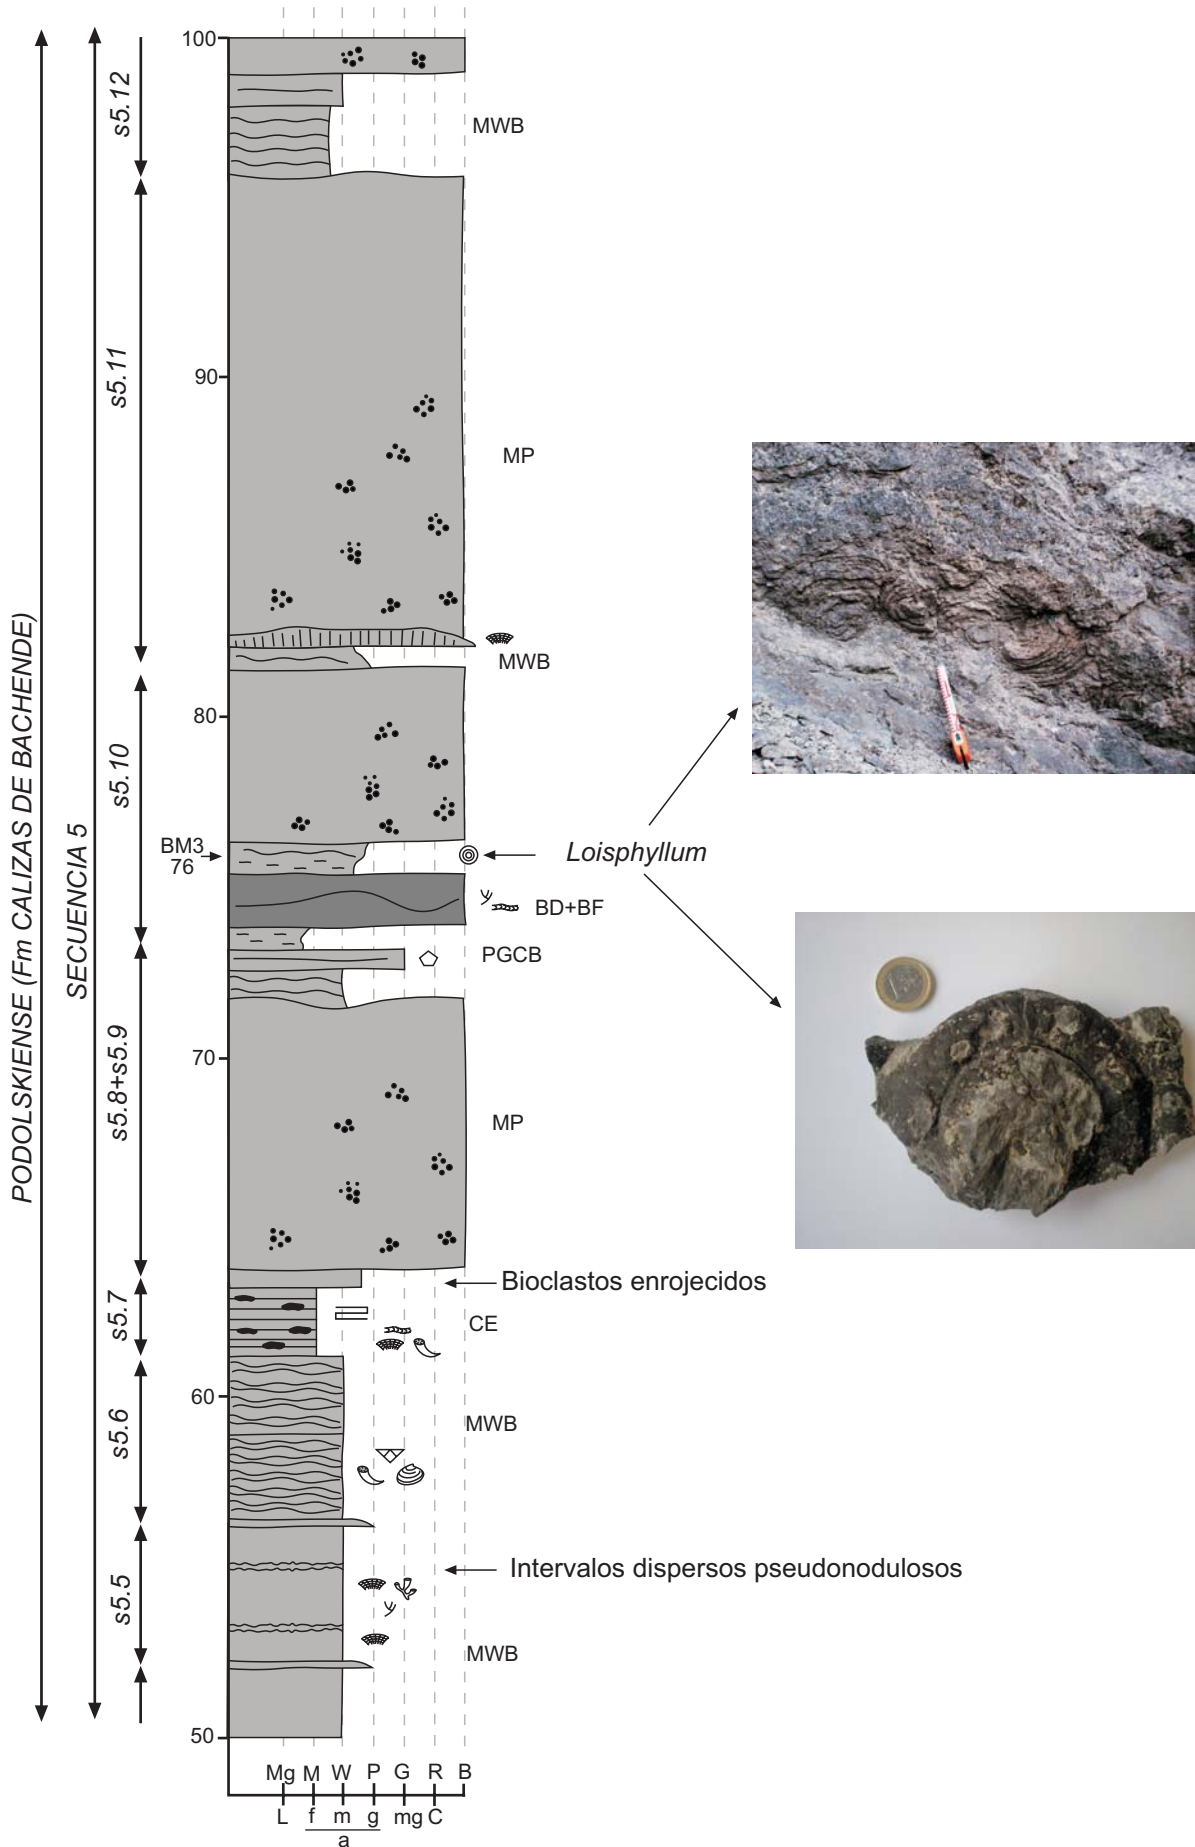 PODOLSKIENSE (Fm CALIZAS DE BACHENDE)
SECUENCIA 5
s5.12
s5.11
s5.10
s5.8+s5.9
s5.7
s5.6
s5.5
100
MWB
90
MP
MWB
80
BM3
76
Loisphyllum
BD+BF
PGCB
70
MP
Bioclastos enrojecidos
CE
60
MWB
Intervalos dispersos pseudonodulosos
MWB
50
Mg M W P G R B
L f m g mg C
a